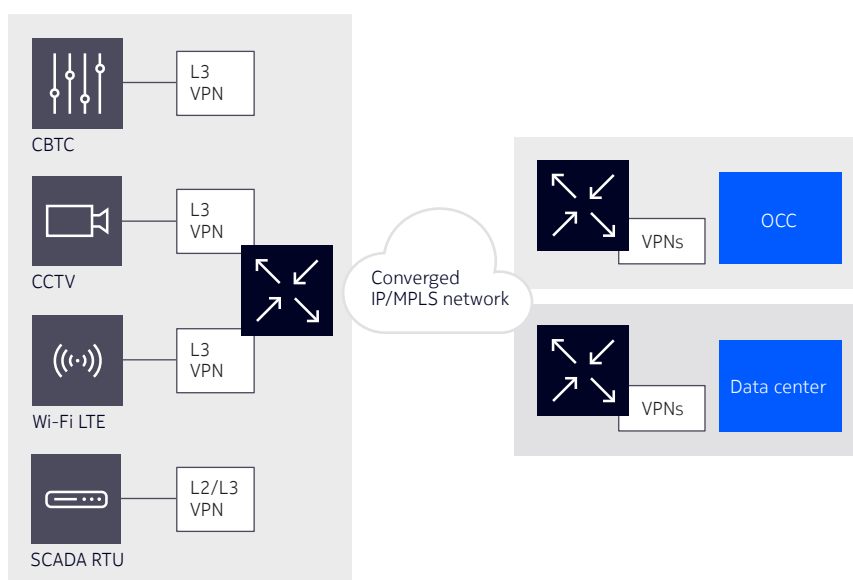 L3
VPN
CBTC
L3
VPN
CCTV
L3
VPN
Wi-Fi LTE
L2/L3
VPN
SCADA RTU
Converged
IP/MPLS network
VPNs
OCC
VPNs
Data center